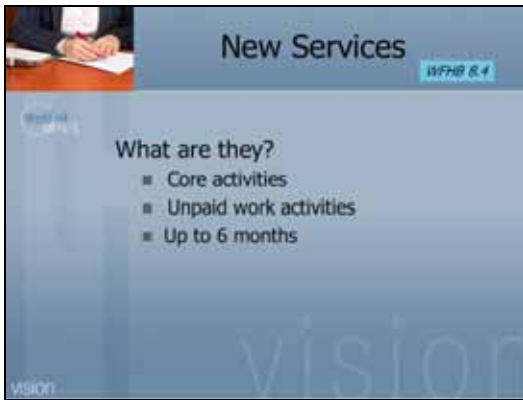 New Services
WFHB 8.4
What are they?
Core activities
Unpaid work activities
Up to 6 months
vision
vision